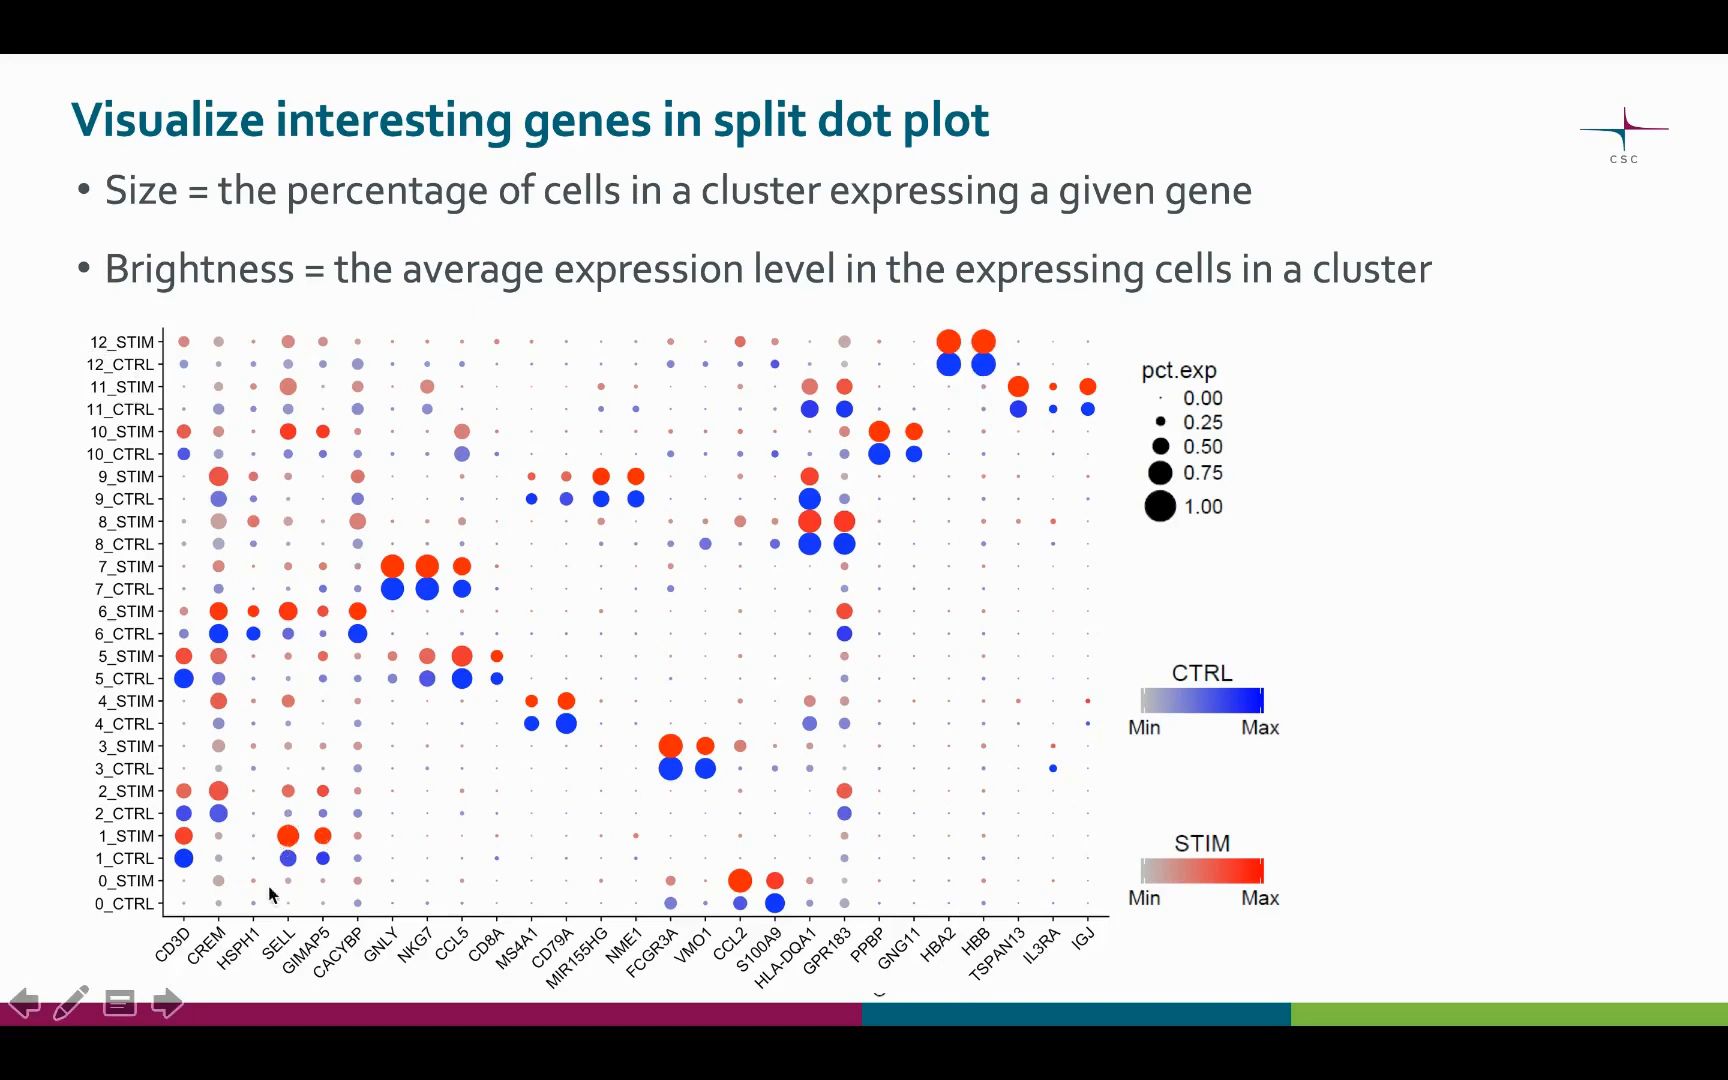 Visualize interesting genes in split dot plot
CSC
• Size = the percentage of cells in a cluster expressing a given gene
• Brightness = the average expression level in the expressing cells in a cluster
12_STIM
12_CTRL
11_STIM
11_CTRL
10_STIM
10_CTRL
9_STIM
9_CTRL
8_STIM
8_CTRL
7_STIM
7_CTRL
6_STIM
6_CTRL
5_STIM
5_CTRL
4_STIM
4_CTRL
3_STIM
3_CTRL
2_STIM
2_CTRL
1_STIM
1_CTRL
0_STIM
0_CTRL
CD3D
CREM
HSPH1
SELL
GIMAP5
CACYBP
GNLY
NKG7
CCL5
CD8A
MS4A1
CD79A
MIR155HG
NME1
FCGR3A
VMO1
CCL2
S100A9
HLA-DQA1
GPR183
PPBP
GNG11
HBA2
HBB
TSPAN13
IL3RA
IGJ
pct.exp
0.00
0.25
0.50
0.75
1.00
CTRL
Min Max
STIM
Min Max